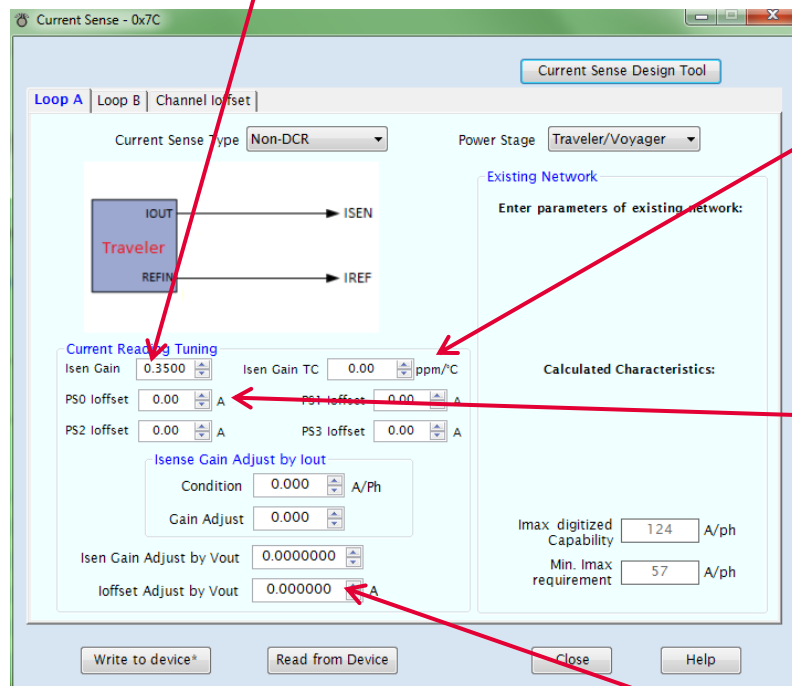 Current Sense - 0x7C
Current Sense Design Tool
Loop A Loop B Channel Ioffset
Current Sense Type Non-DCR Power Stage Traveler/Voyager
Existing Network
Enter parameters of existing network:
IOUT ISEN
Traveler
REFIN IREF
Current Reading Tuning
Isen Gain 0.3500 Isen Gain TC 0.00 ppm/°C
Calculated Characteristics:
PS0 Ioffset 0.00 A PS1 Ioffset 0.00 A
PS2 Ioffset 0.00 A PS3 Ioffset 0.00 A
Isense Gain Adjust by Iout
Condition 0.000 A/Ph
Gain Adjust 0.000
Imax digitized
Capability 124 A/ph
Isen Gain Adjust by Vout 0.0000000
Min. Imax
requirement 57 A/ph
Ioffset Adjust by Vout 0.000000 A
Write to device* Read from Device Close Help